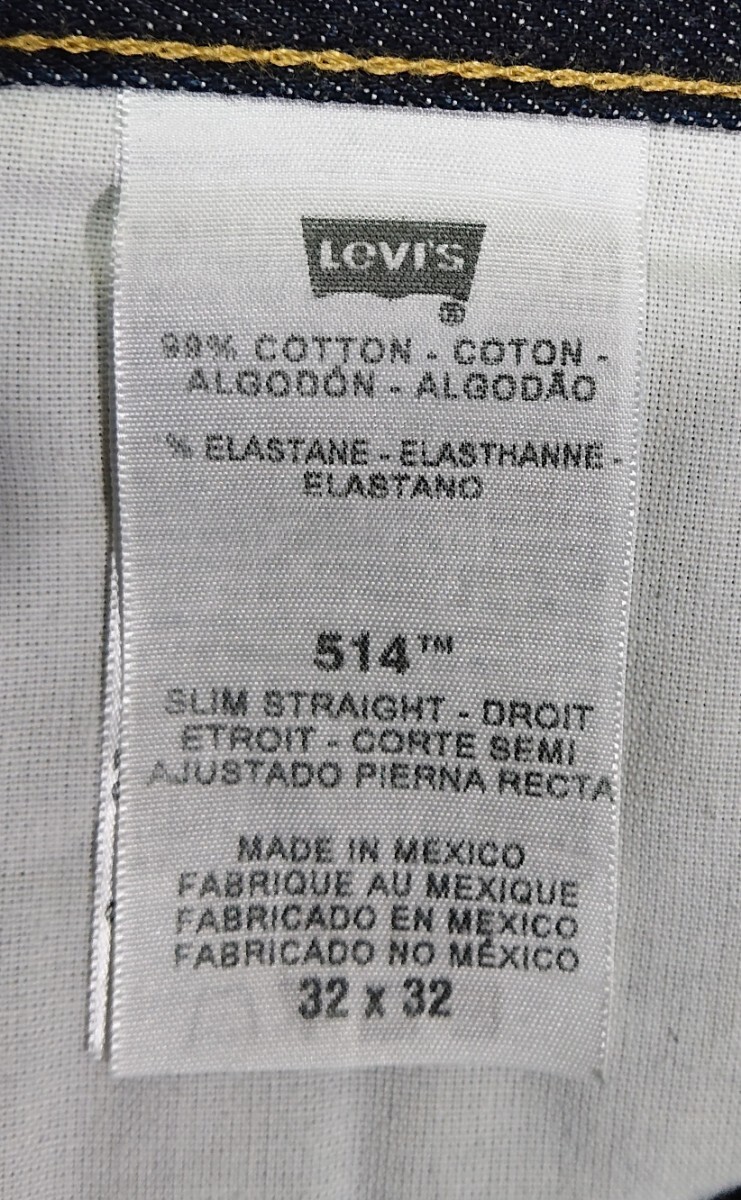 LEVI'S
®
99% COTTON - COTON -
ALGODÓN - ALGODÃO
% ELASTANE - ELASTHANNE -
ELASTANO
514™
SLIM STRAIGHT - DROIT
ETROIT - CORTE SEMI
AJUSTADO PIERNA RECTA
MADE IN MEXICO
FABRIQUE AU MEXIQUE
FABRICADO EN MEXICO
FABRICADO NO MÉXICO
32 x 32